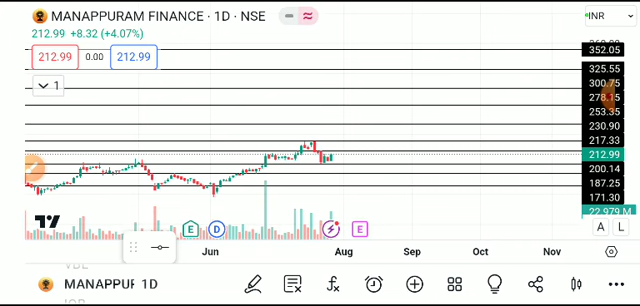 MANAPPURAM FINANCE · 1D · NSE
INR
212.99 +8.32 (+4.07%)
212.99 0.00 212.99
1
352.05
325.55
300.75
278.15
253.35
230.90
217.33
212.99
200.14
187.25
171.30
22.979 M
E D E
A L
Jun Aug Sep Oct Nov
MANAPPUR 1D